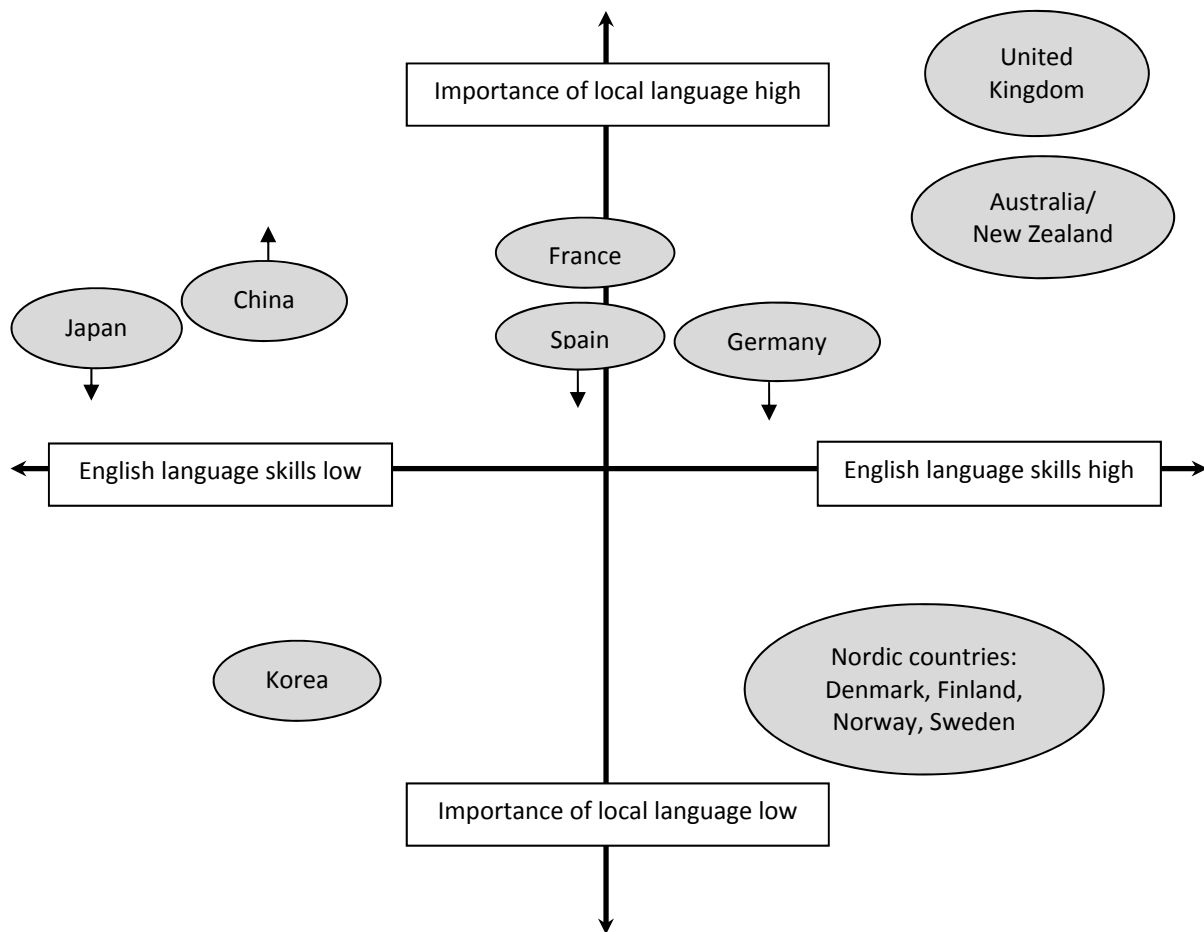 United
Kingdom
Importance of local language high
Australia/
New Zealand
France
China
Japan
Spain
Germany
English language skills low
English language skills high
Nordic countries:
Denmark, Finland,
Norway, Sweden
Korea
Importance of local language low